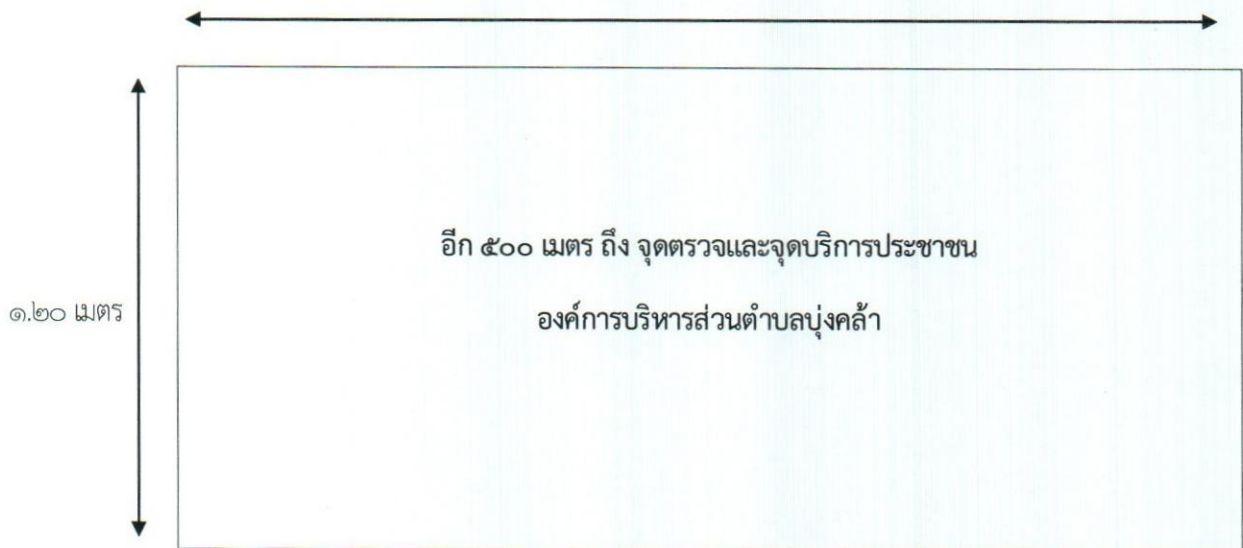 อีก ๕๐๐ เมตร ถึง จุดตรวจและจุดบริการประชาชน
๑.๒๐ เมตร
องค์การบริหารส่วนตำบลบุ่งคล้า